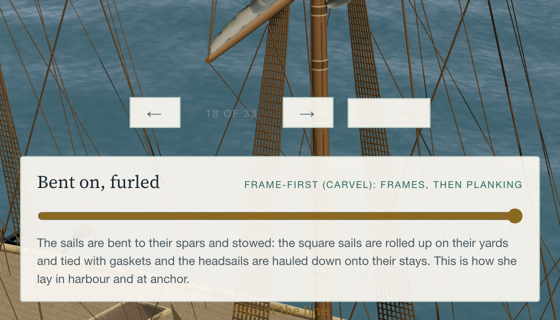 ←
18 OF 33
→
Bent on, furled
FRAME-FIRST (CARVEL): FRAMES, THEN PLANKING
The sails are bent to their spars and stowed: the square sails are rolled up on their yards
and tied with gaskets and the headsails are hauled down onto their stays. This is how she
lay in harbour and at anchor.